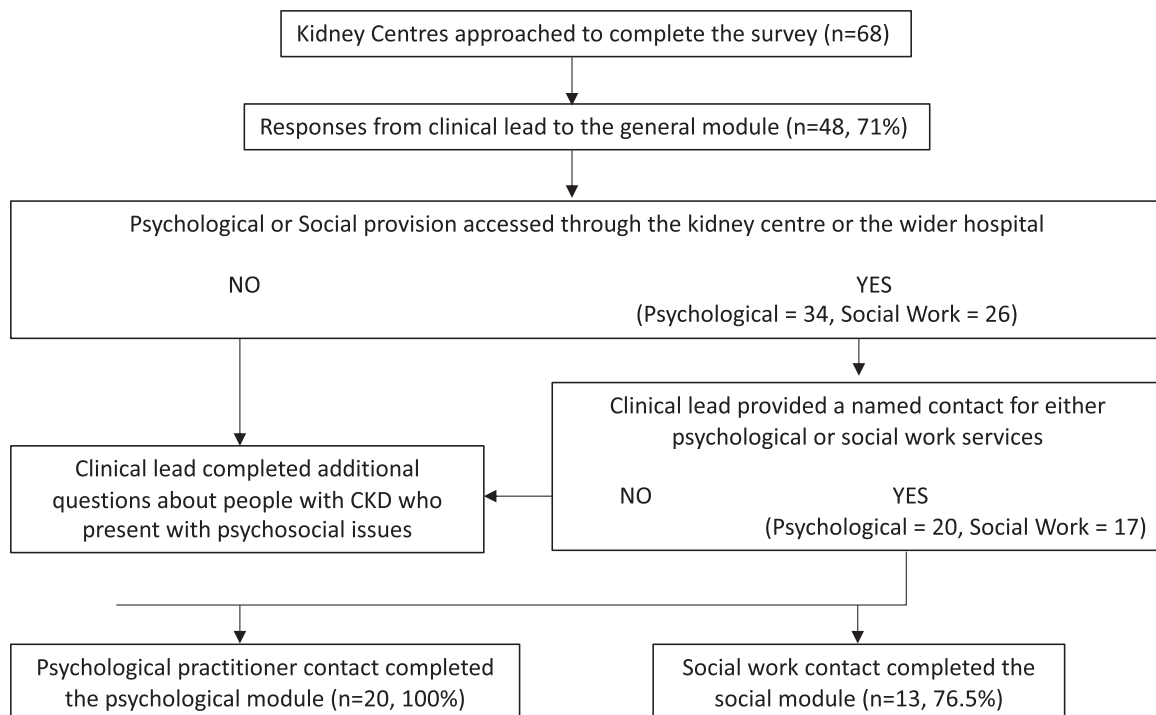 Kidney Centres approached to complete the survey (n=68)
Responses from clinical lead to the general module (n=48, 71%)
Psychological or Social provision accessed through the kidney centre or the wider hospital
NO
YES
(Psychological = 34, Social Work = 26)
Clinical lead provided a named contact for either
psychological or social work services
NO
YES
(Psychological = 20, Social Work = 17)
Clinical lead completed additional
questions about people with CKD who
present with psychosocial issues
Psychological practitioner contact completed
the psychological module (n=20, 100%)
Social work contact completed the
social module (n=13, 76.5%)